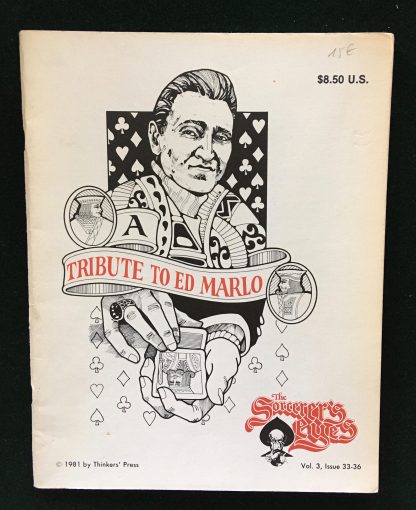 15€
$8.50 U.S.
A
TRIBUTE TO ED MARLO
The
Sorcerer's
Eyes
© 1981 by Thinkers' Press
Vol. 3, Issue 33-36